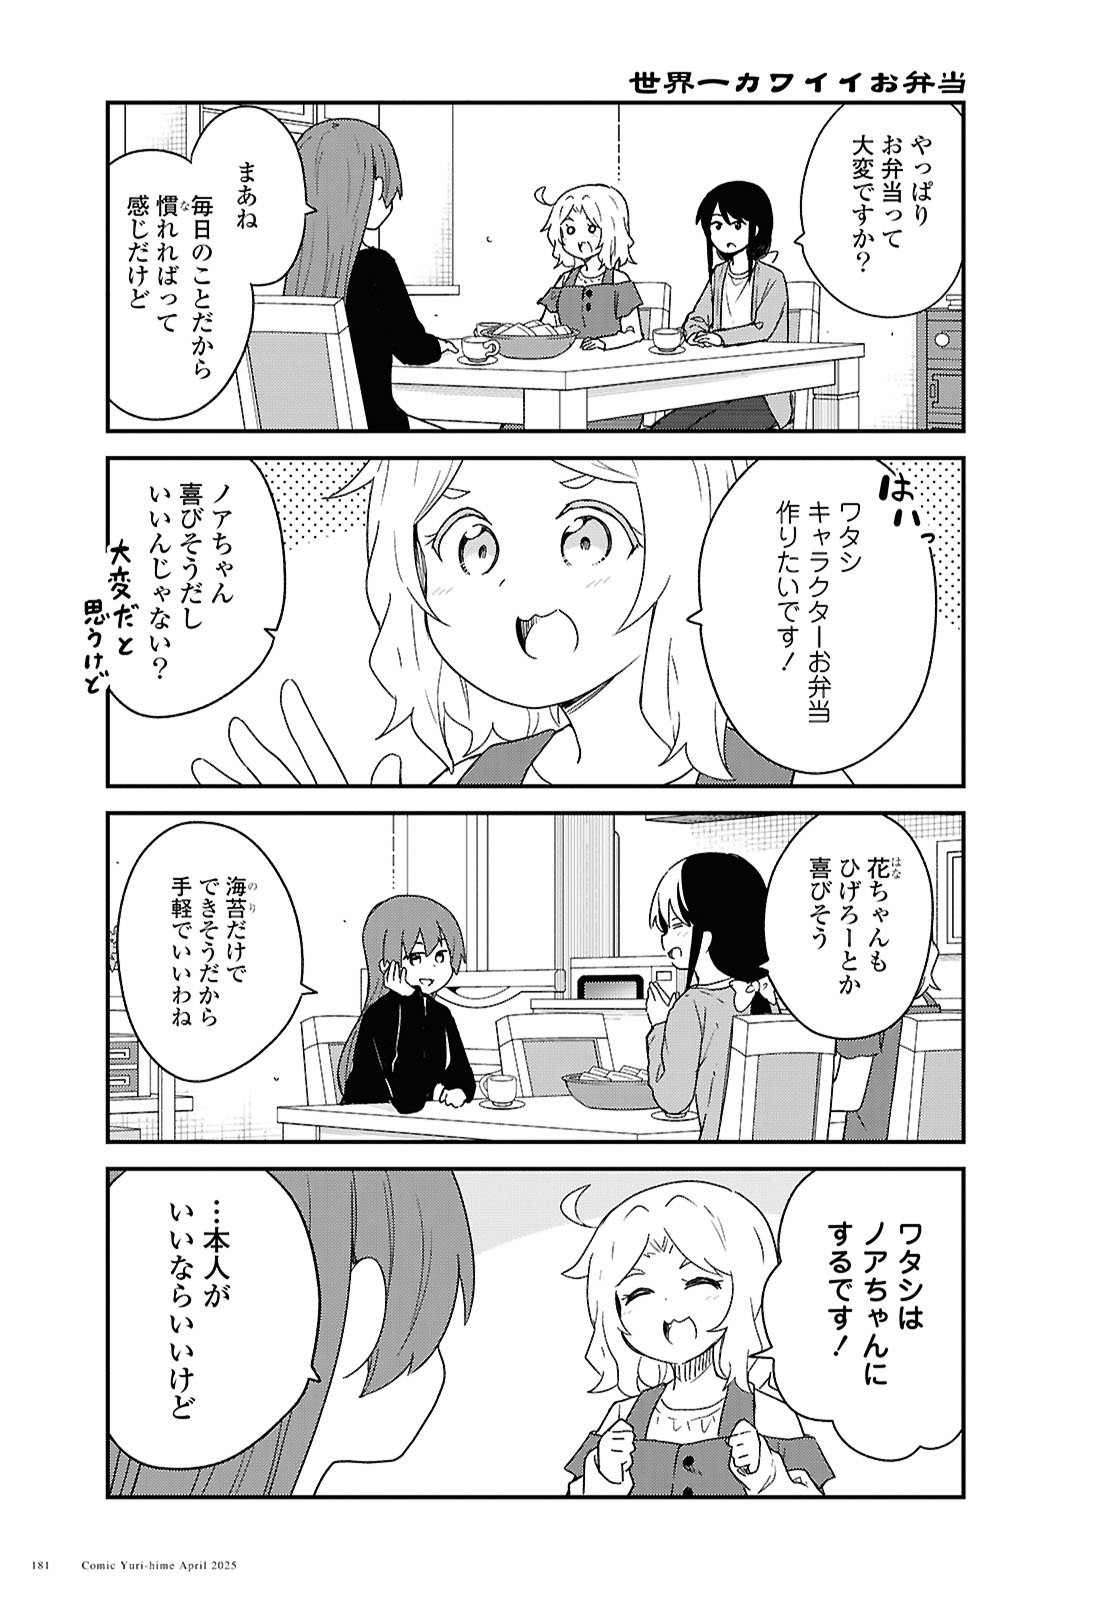 世界一カワイイお弁当
やっぱり
お弁当って
大変ですか？
まあね
毎日のことだから
慣れればって
感じだけど
な
はいっ
ワタシ
キャラクターお弁当
作りたいです！
ノアちゃん
喜びそうだし
いいんじゃない？
大変だと
思うけど
花ちゃんも
はな
ひげろーとか
喜びそう
海苔だけで
のり
できそうだから
手軽でいいわね
ワタシは
ノアちゃんに
するです！
…本人が
いいならいいけど
181 Comic Yuri-hime April 2025